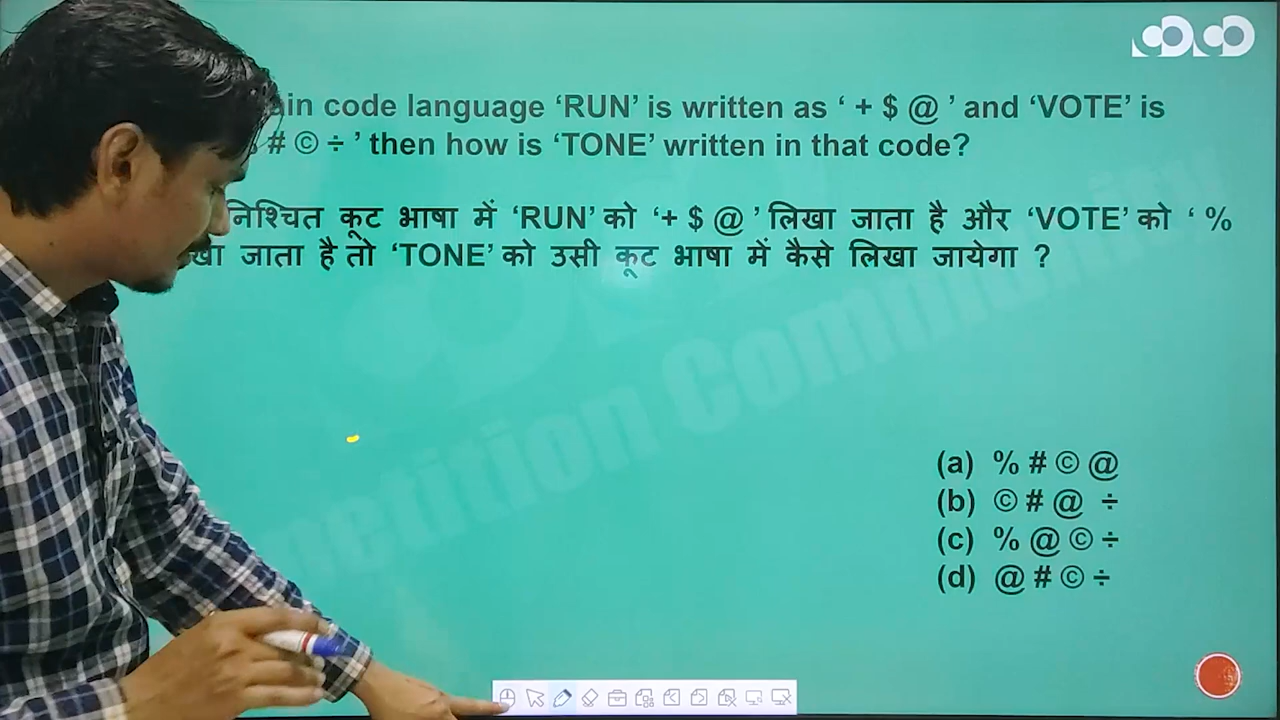 code language ‘RUN’ is written as ‘ + $ @ ’ and ‘VOTE’ is
# © ÷ ’ then how is ‘TONE’ written in that code?
निश्चित कूट भाषा में ‘RUN’ को ‘+ $ @ ’ लिखा जाता है और ‘VOTE’ को ‘ %
जाता है तो ‘TONE’ को उसी कूट भाषा में कैसे लिखा जायेगा ?
(a) % # © @
(b) © # @ ÷
(c) % @ © ÷
(d) @ # © ÷
Community